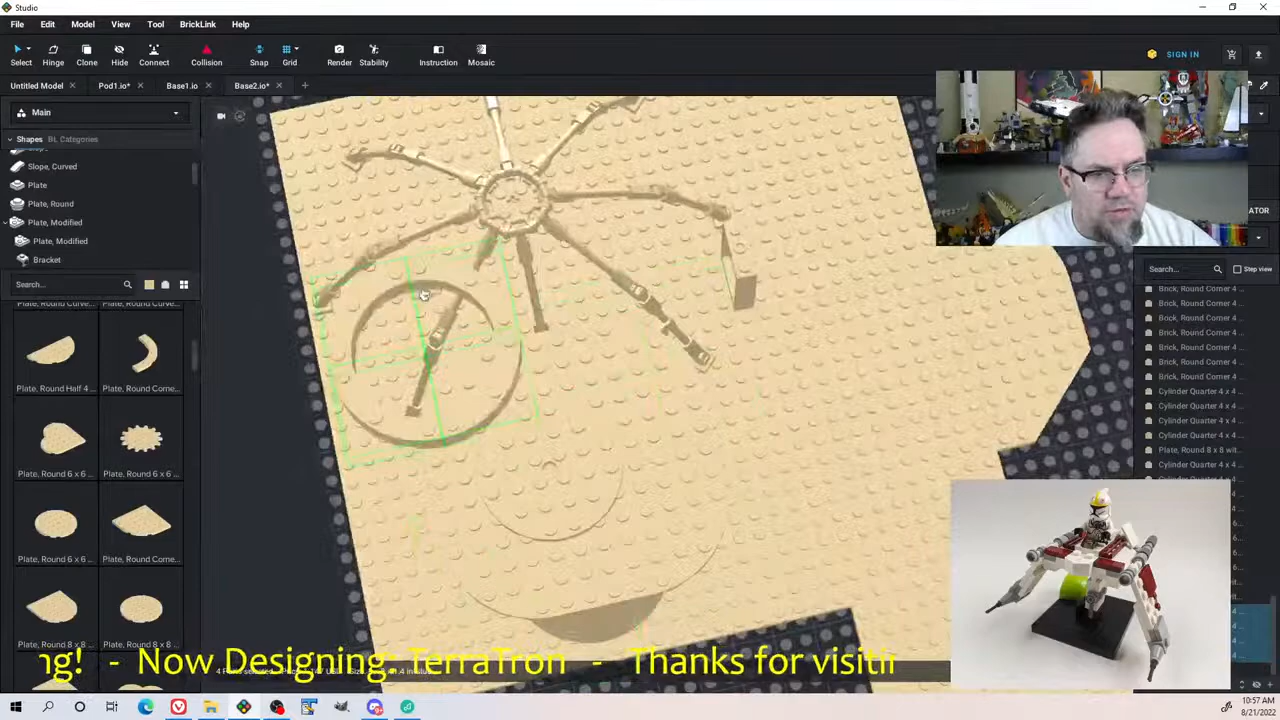 Studio
File Edit Model View Tool BrickLink Help
Select Hinge Clone Hide Connect Collision Snap Grid Render Stability Instruction Mosaic SIGN IN
Untitled Model Pod1.io* Base1.io Base2.io* +
Main
Shapes BL Categories
Slope, Curved
Plate
Plate, Round
Plate, Modified
Plate, Modified
Bracket
Search...
Plate, Round Half 4 ... Plate, Round Corne...
Plate, Round 6 x 6 ... Plate, Round 6 x 6 ...
Plate, Round 6 x 6 ... Plate, Round Corne...
Plate, Round 8 x 8 ... Plate, Round 8 x 8 ...
ATOR
Search... Step view
Brick, Round Corner 4 ...
Brick, Round Corner 4 ...
Brick, Round Corner 4 ...
Brick, Round Corner 4 ...
Brick, Round Corner 4 ...
Brick, Round Corner 4 ...
Brick, Round Corner 4 ...
Cylinder Quarter 4 x 4 ...
Cylinder Quarter 4 x 4 ...
Cylinder Quarter 4 x 4 ...
Cylinder Quarter 4 x 4 ...
Plate, Round 8 x 8 wit...
Cylinder Quarter 4 x 4 ...
ng! - Now Designing: TerraTron - Thanks for visitin
10:57 AM
8/21/2022